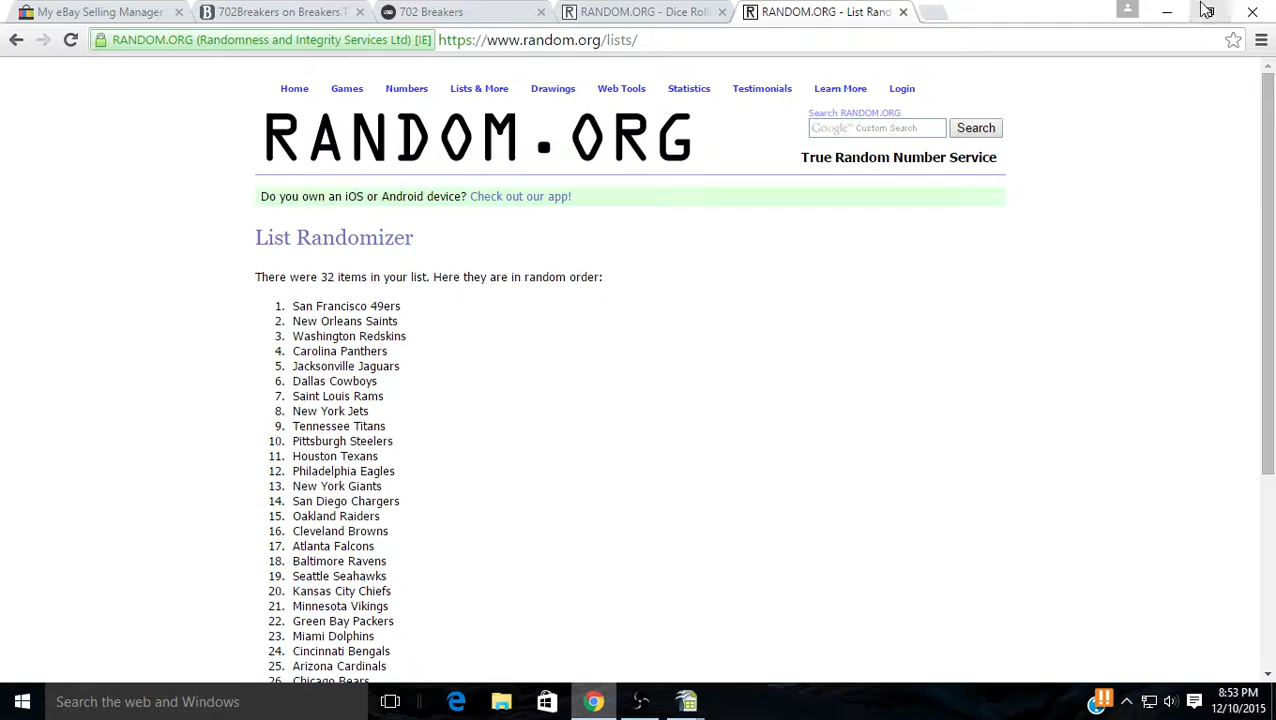 My eBay Selling Manager
702Breakers on Breakers.T
702 Breakers
RANDOM.ORG - Dice Roll
RANDOM.ORG - List Rand
RANDOM.ORG (Randomness and Integrity Services Ltd) [IE]
https://www.random.org/lists/
Home Games Numbers Lists & More Drawings Web Tools Statistics Testimonials Learn More Login
RANDOM.ORG
Search RANDOM.ORG
Google™ Custom Search
Search
True Random Number Service
Do you own an iOS or Android device? Check out our app!
List Randomizer
There were 32 items in your list. Here they are in random order:
1. San Francisco 49ers
2. New Orleans Saints
3. Washington Redskins
4. Carolina Panthers
5. Jacksonville Jaguars
6. Dallas Cowboys
7. Saint Louis Rams
8. New York Jets
9. Tennessee Titans
10. Pittsburgh Steelers
11. Houston Texans
12. Philadelphia Eagles
13. New York Giants
14. San Diego Chargers
15. Oakland Raiders
16. Cleveland Browns
17. Atlanta Falcons
18. Baltimore Ravens
19. Seattle Seahawks
20. Kansas City Chiefs
21. Minnesota Vikings
22. Green Bay Packers
23. Miami Dolphins
24. Cincinnati Bengals
25. Arizona Cardinals
26. Chicago Bears
Search the web and Windows
8:53 PM
12/10/2015